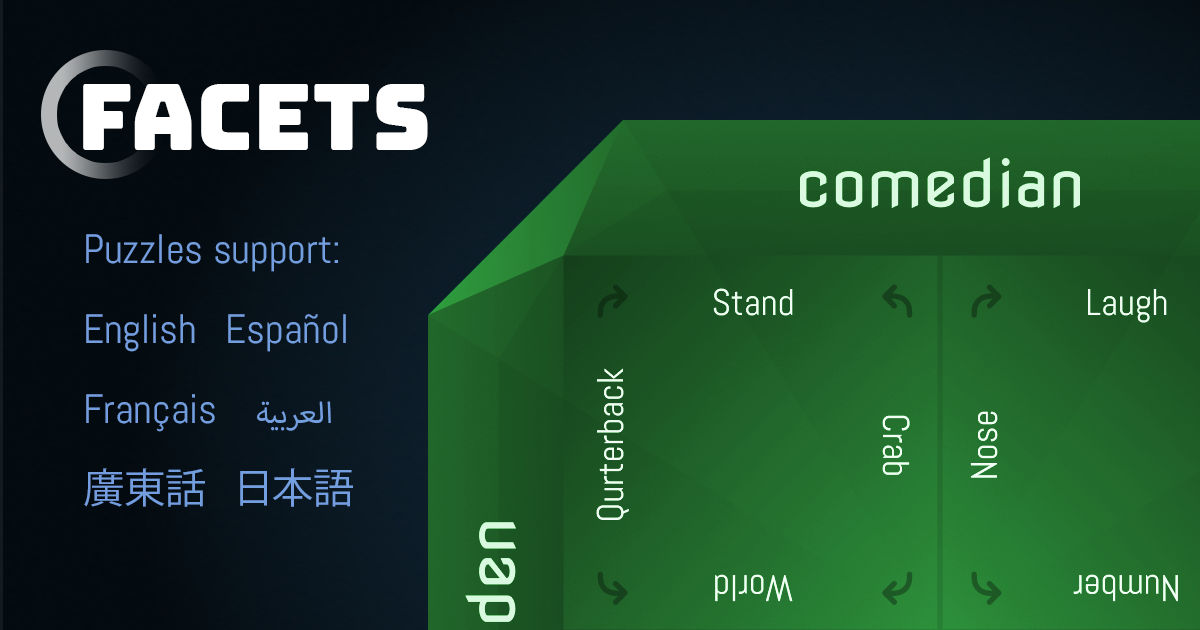 FACETS
Puzzles support:
English Español
Français العربية
廣東話 日本語
comedian
Stand
Laugh
Qurterback
Crab
Nose
World
Number
den